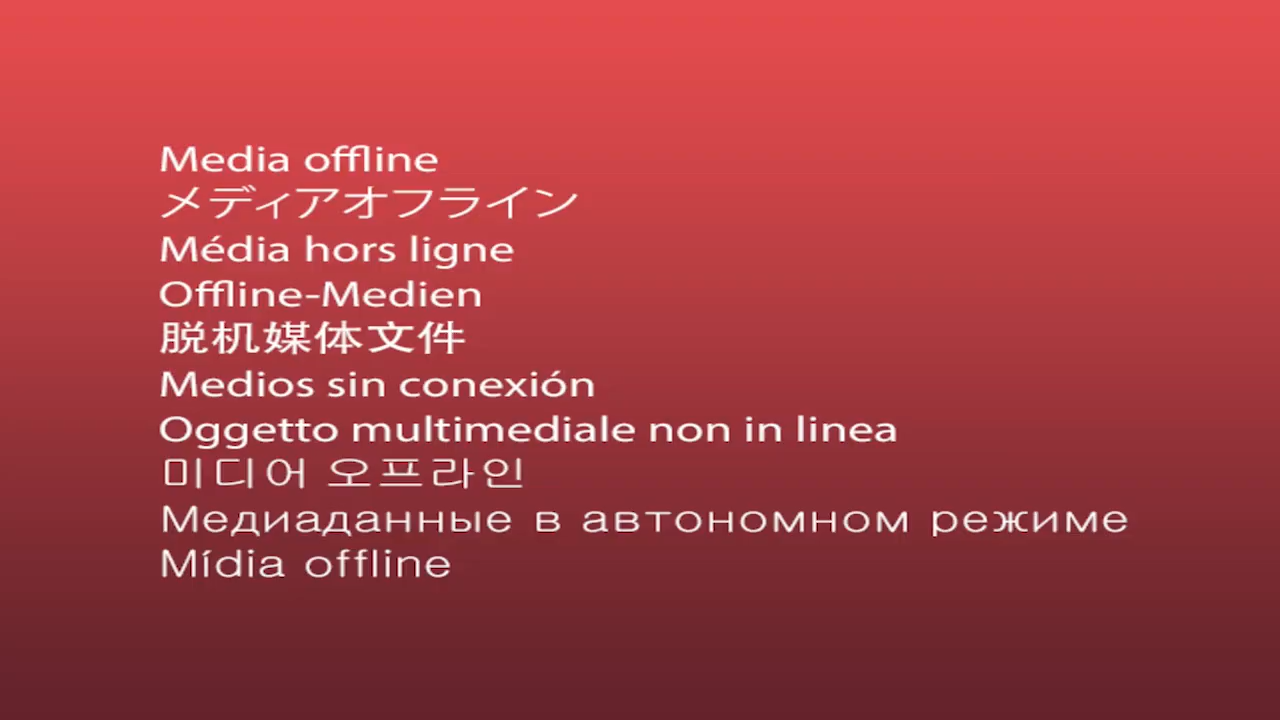 Media offline
メディアオフライン
Média hors ligne
Offline-Medien
脱机媒体文件
Medios sin conexión
Oggetto multimediale non in linea
미디어 오프라인
Медиаданные в автономном режиме
Mídia offline